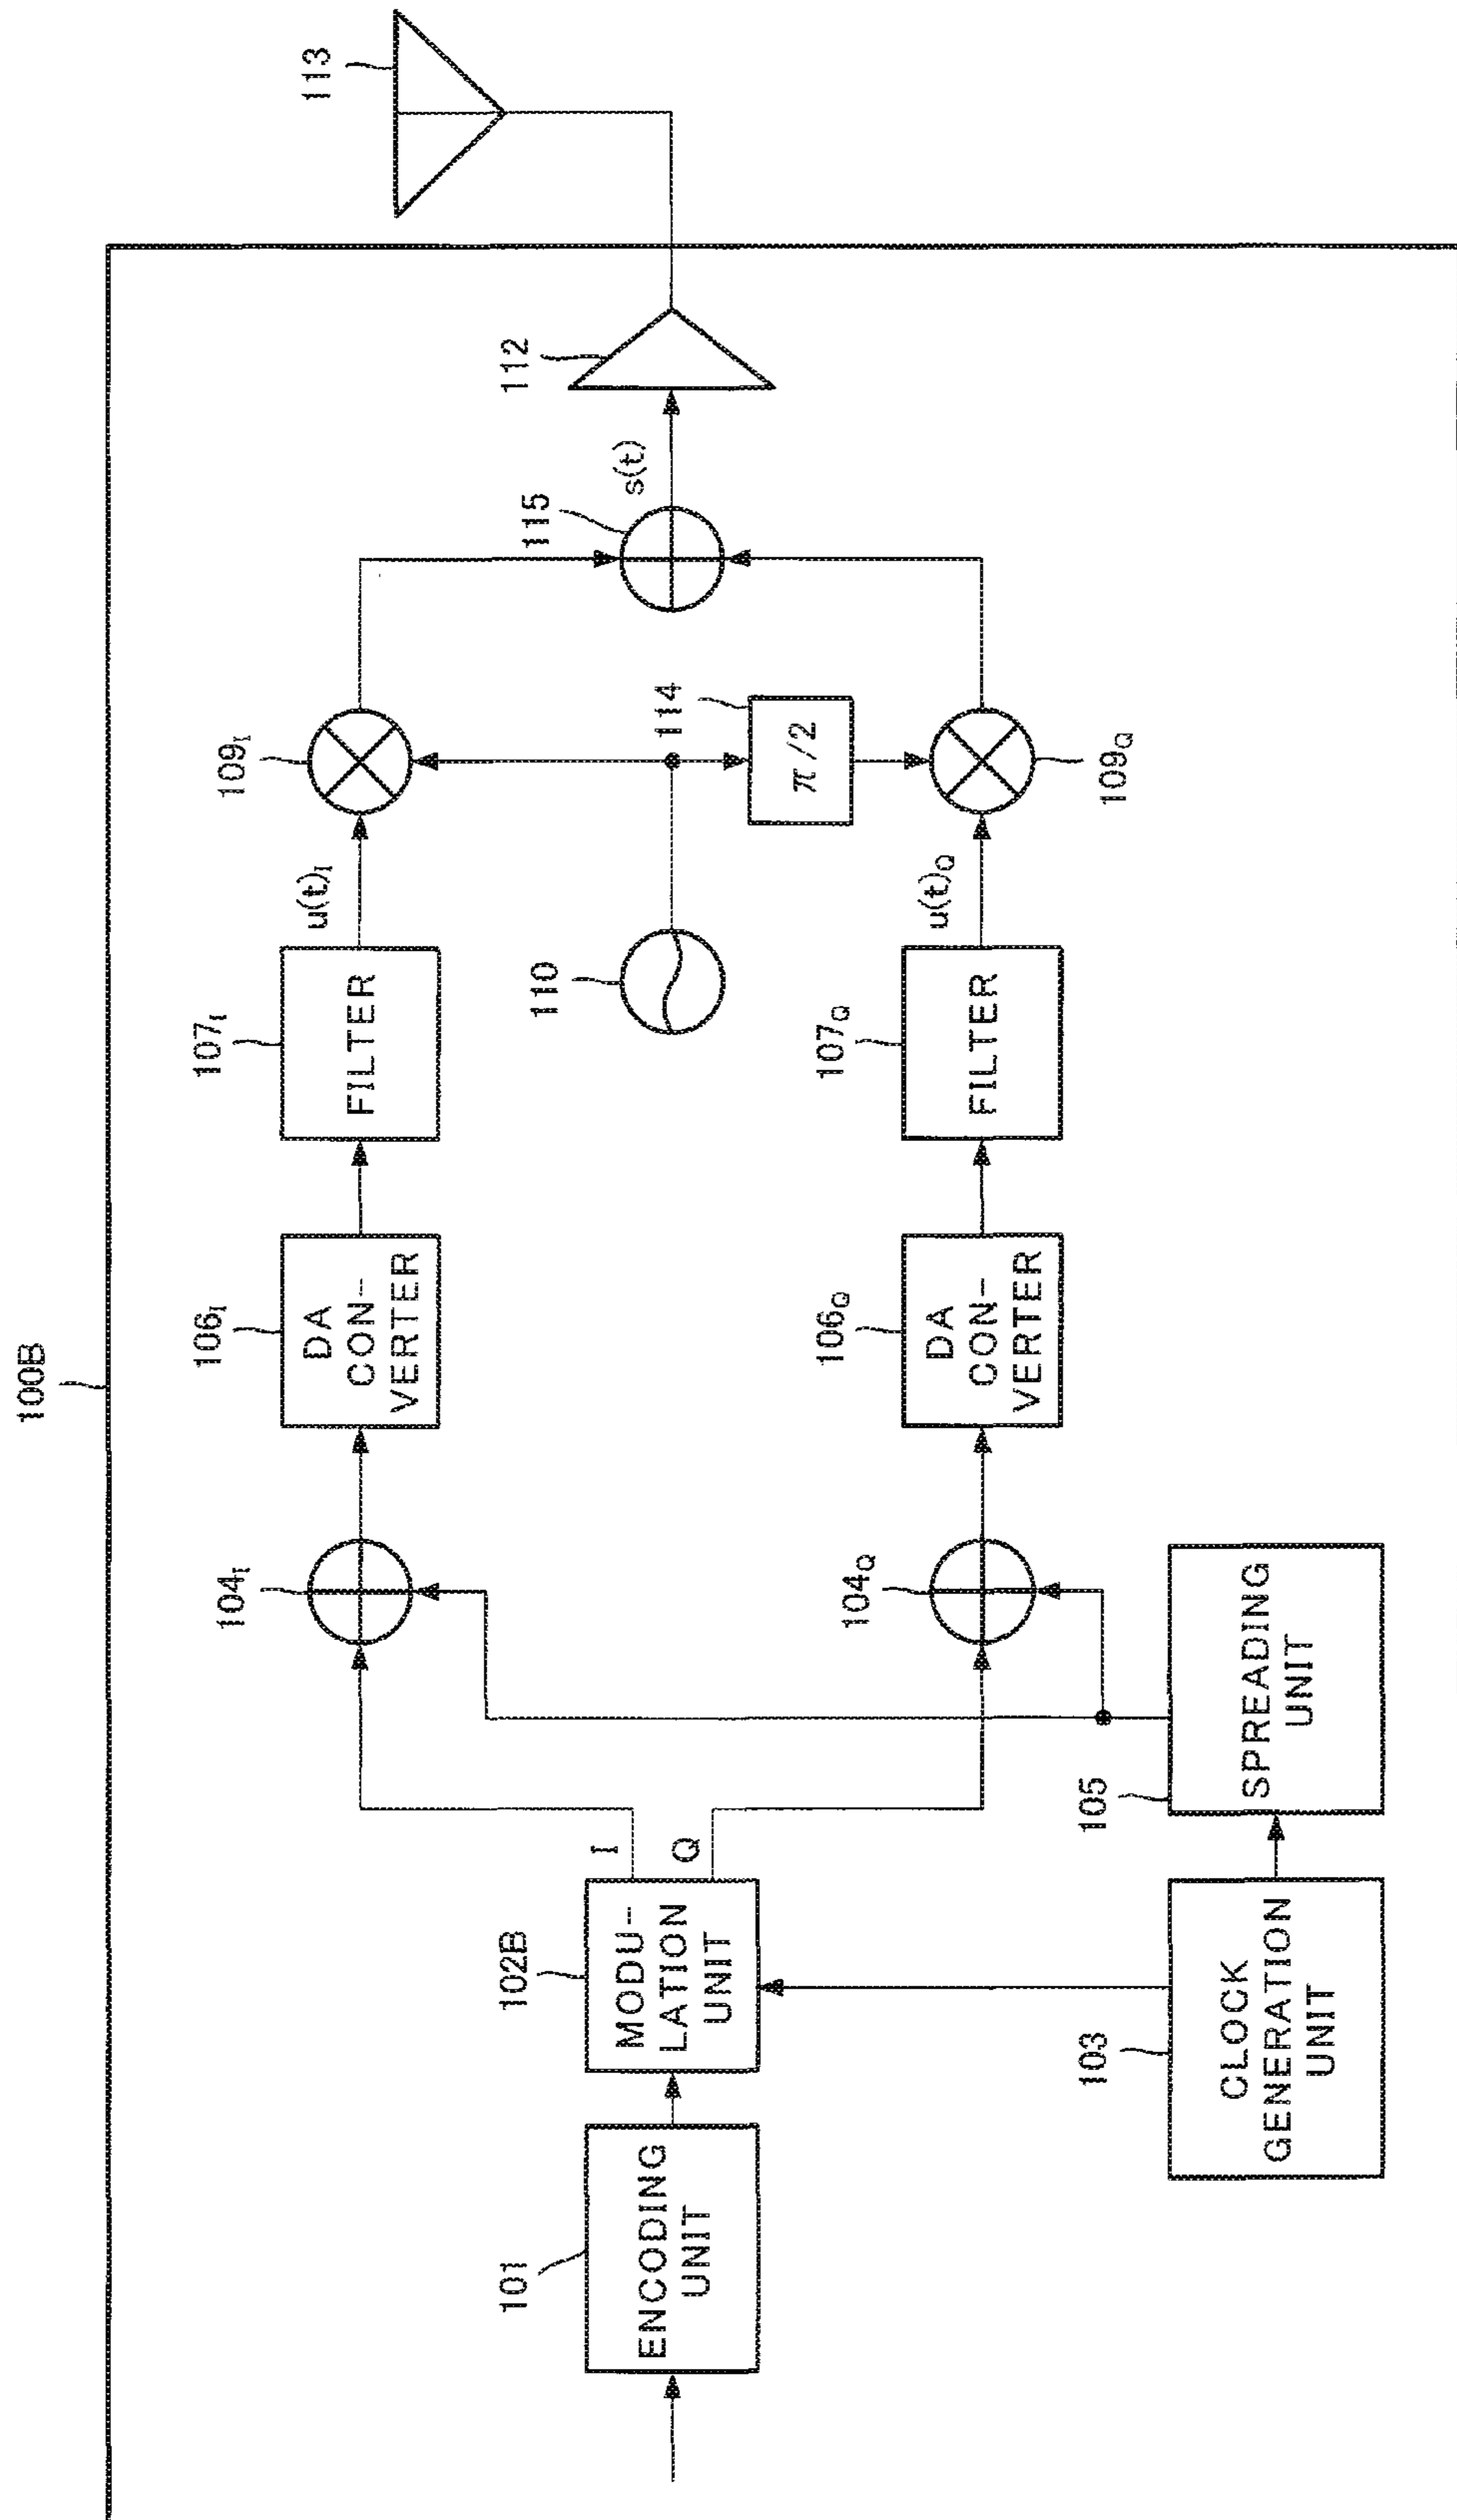 100B
101
ENCODING
UNIT
102B
MODU-
LATION
UNIT
I
Q
103
CLOCK
GENERATION
UNIT
105
SPREADING
UNIT
104I
104Q
106I
DA
CON-
VERTER
106Q
DA
CON-
VERTER
107I
FILTER
107Q
FILTER
u(t)I
u(t)Q
110
109I
114
π/2
109Q
115
s(t)
112
113